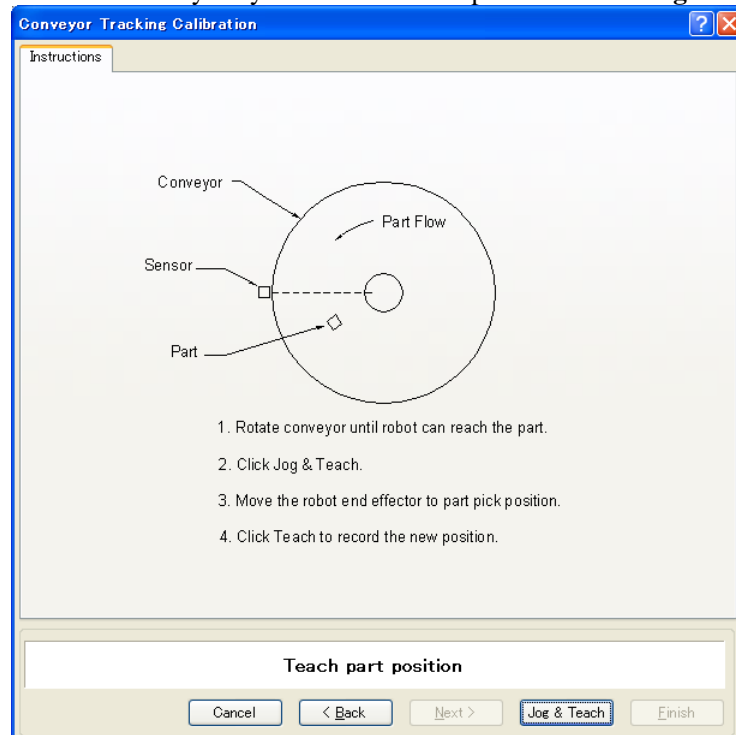 Conveyor Tracking Calibration
Instructions
Conveyor
Part Flow
Sensor
Part
1. Rotate conveyor until robot can reach the part.
2. Click Jog & Teach.
3. Move the robot end effector to part pick position.
4. Click Teach to record the new position.
Teach part position
Cancel < Back Next > Jog & Teach Finish